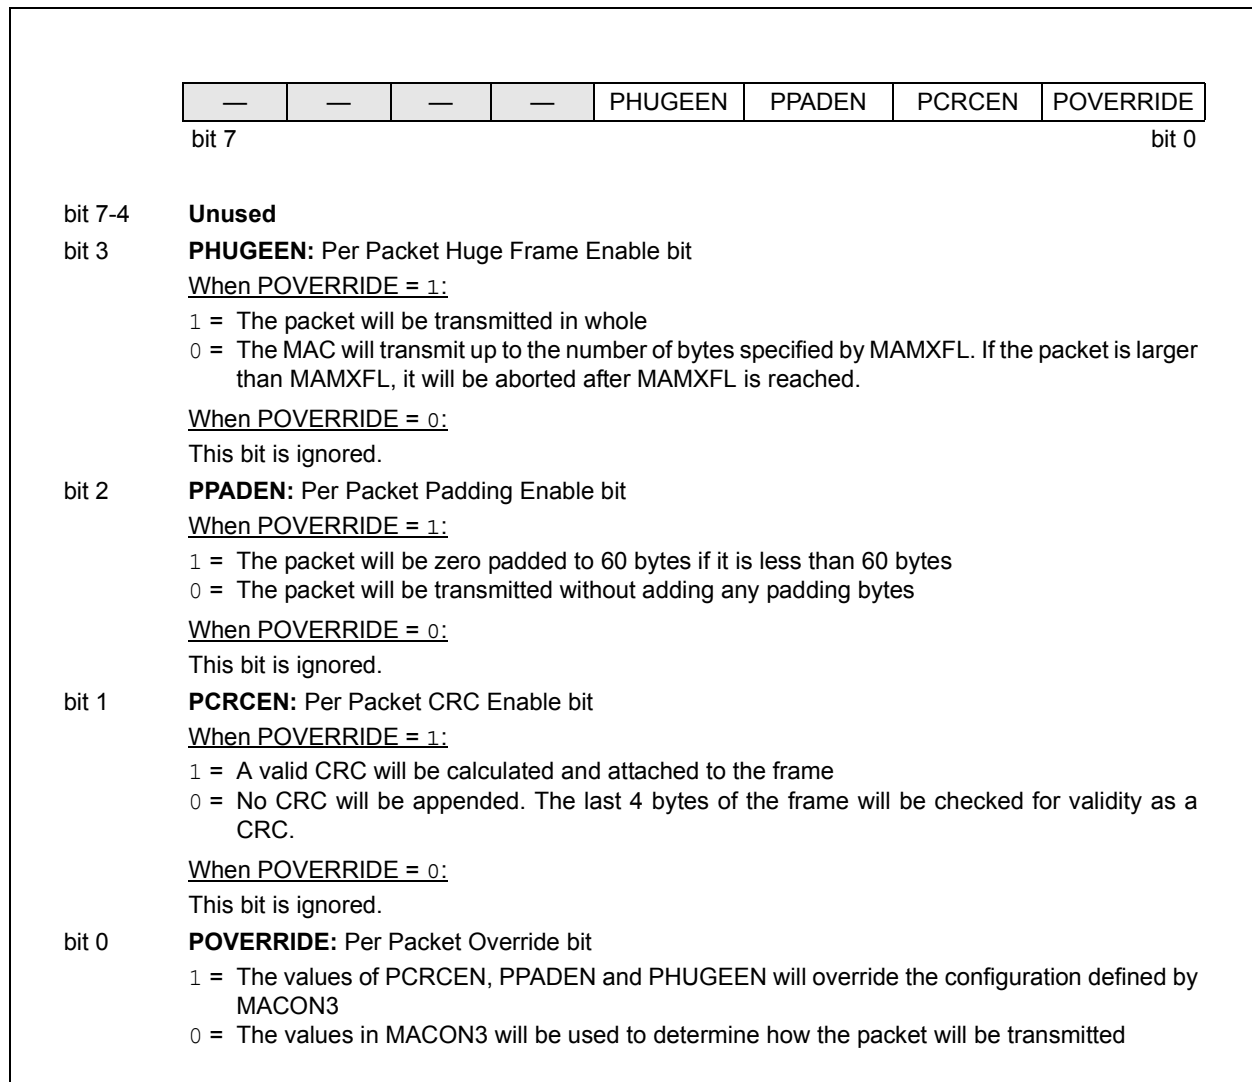 — — — — PHUGEEN PPADEN PCRCEN POVERRIDE
bit 7 bit 0
bit 7-4 Unused
bit 3 PHUGEEN: Per Packet Huge Frame Enable bit
When POVERRIDE = 1:
1 = The packet will be transmitted in whole
0 = The MAC will transmit up to the number of bytes specified by MAMXFL. If the packet is larger
than MAMXFL, it will be aborted after MAMXFL is reached.
When POVERRIDE = 0:
This bit is ignored.
bit 2 PPADEN: Per Packet Padding Enable bit
When POVERRIDE = 1:
1 = The packet will be zero padded to 60 bytes if it is less than 60 bytes
0 = The packet will be transmitted without adding any padding bytes
When POVERRIDE = 0:
This bit is ignored.
bit 1 PCRCEN: Per Packet CRC Enable bit
When POVERRIDE = 1:
1 = A valid CRC will be calculated and attached to the frame
0 = No CRC will be appended. The last 4 bytes of the frame will be checked for validity as a
CRC.
When POVERRIDE = 0:
This bit is ignored.
bit 0 POVERRIDE: Per Packet Override bit
1 = The values of PCRCEN, PPADEN and PHUGEEN will override the configuration defined by
MACON3
0 = The values in MACON3 will be used to determine how the packet will be transmitted